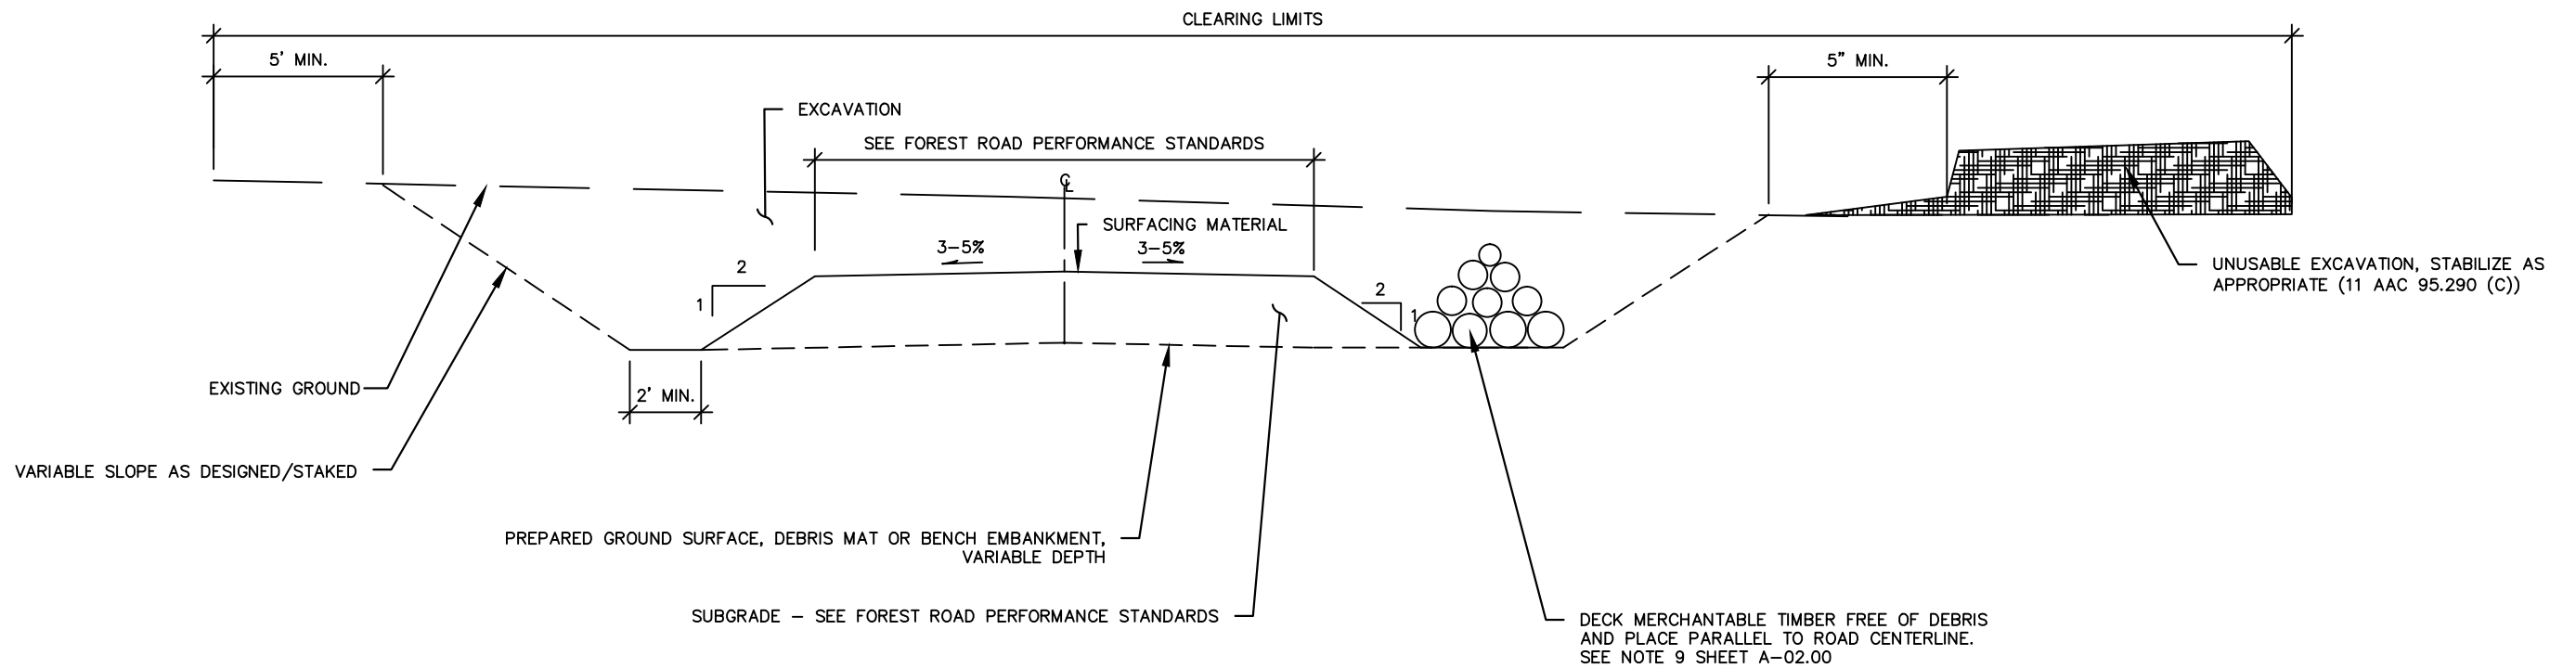 CLEARING LIMITS
5' MIN.
5" MIN.
EXCAVATION
SEE FOREST ROAD PERFORMANCE STANDARDS
℄
SURFACING MATERIAL
3-5%
3-5%
2
1
2
1
UNUSABLE EXCAVATION, STABILIZE AS
APPROPRIATE (11 AAC 95.290 (C))
EXISTING GROUND
2' MIN.
VARIABLE SLOPE AS DESIGNED/STAKED
PREPARED GROUND SURFACE, DEBRIS MAT OR BENCH EMBANKMENT,
VARIABLE DEPTH
SUBGRADE - SEE FOREST ROAD PERFORMANCE STANDARDS
DECK MERCHANTABLE TIMBER FREE OF DEBRIS
AND PLACE PARALLEL TO ROAD CENTERLINE.
SEE NOTE 9 SHEET A-02.00